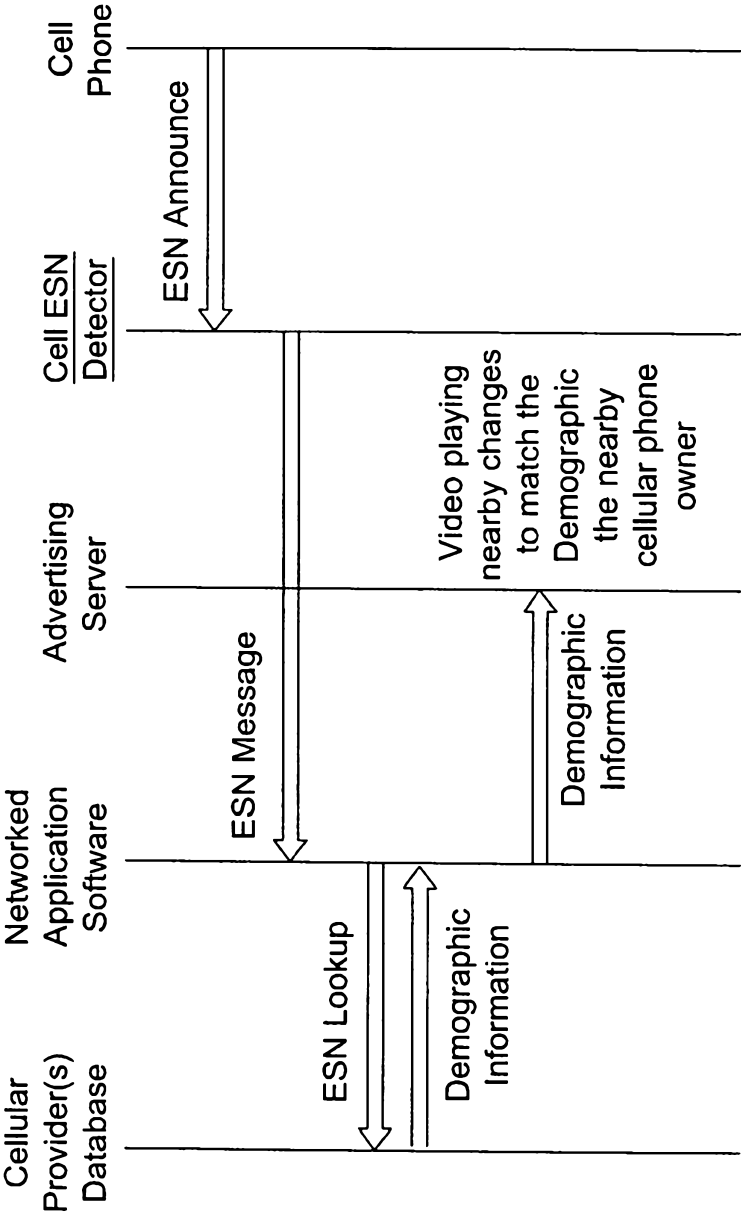 Cellular
Provider(s)
Database
Networked
Application
Software
Advertising
Server
Cell ESN
Detector
Cell
Phone
ESN Announce
ESN Message
ESN Lookup
Demographic
Information
Demographic
Information
Video playing
nearby changes
to match the
Demographic
the nearby
cellular phone
owner